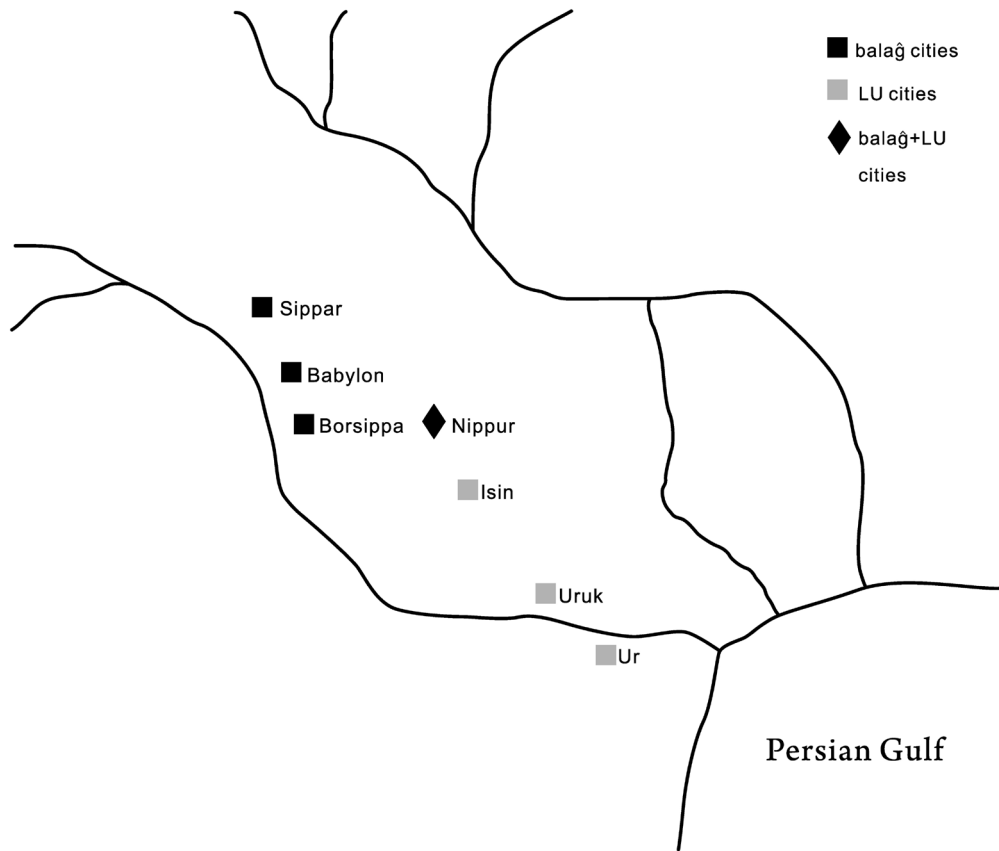 balaĝ cities
LU cities
balaĝ+LU
cities
Sippar
Babylon
Borsippa
Nippur
Isin
Uruk
Ur
Persian Gulf